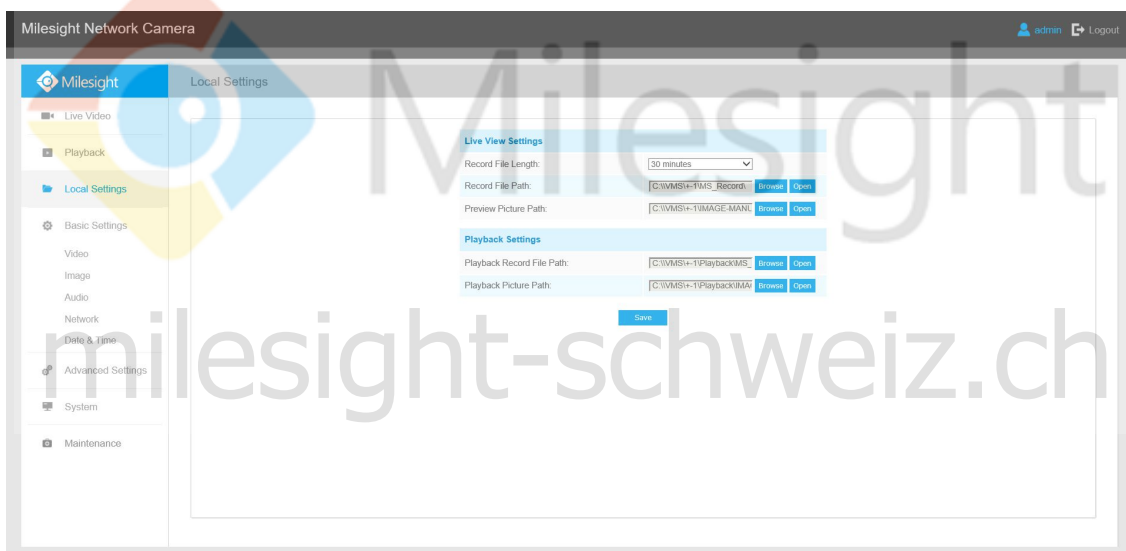 Milesight Network Camera
admin Logout
Milesight
Local Settings
Live Video
Playback
Local Settings
Basic Settings
Video
Image
Audio
Network
Date & Time
Advanced Settings
System
Maintenance
Live View Settings
Record File Length: 30 minutes
Record File Path: C:\\VMS\+-1\MS_Record\ Browse Open
Preview Picture Path: C:\\VMS\+-1\IMAGE-MANU Browse Open
Playback Settings
Playback Record File Path: C:\\VMS\+-1\Playback\MS_ Browse Open
Playback Picture Path: C:\\VMS\+-1\Playback\IMA Browse Open
Save
Milesight
milesight-schweiz.ch